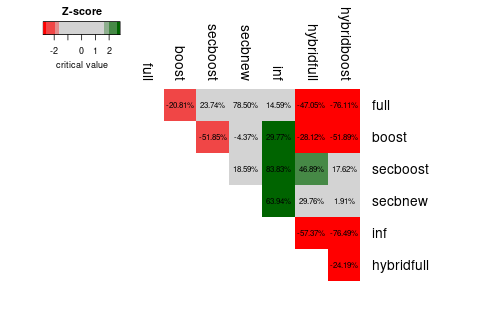 Z-score
-2 0 1 2
critical value
full boost secboost secbnew inf hybridfull hybridboost
-20.81% 23.74% 78.50% 14.59% -47.05% -76.11% full
-51.85% -4.37% 29.77% -28.12% -51.89% boost
18.59% 63.83% 46.89% 17.62% secboost
63.94% 29.76% 1.91% secbnew
-57.37% -76.49% inf
-24.19% hybridfull